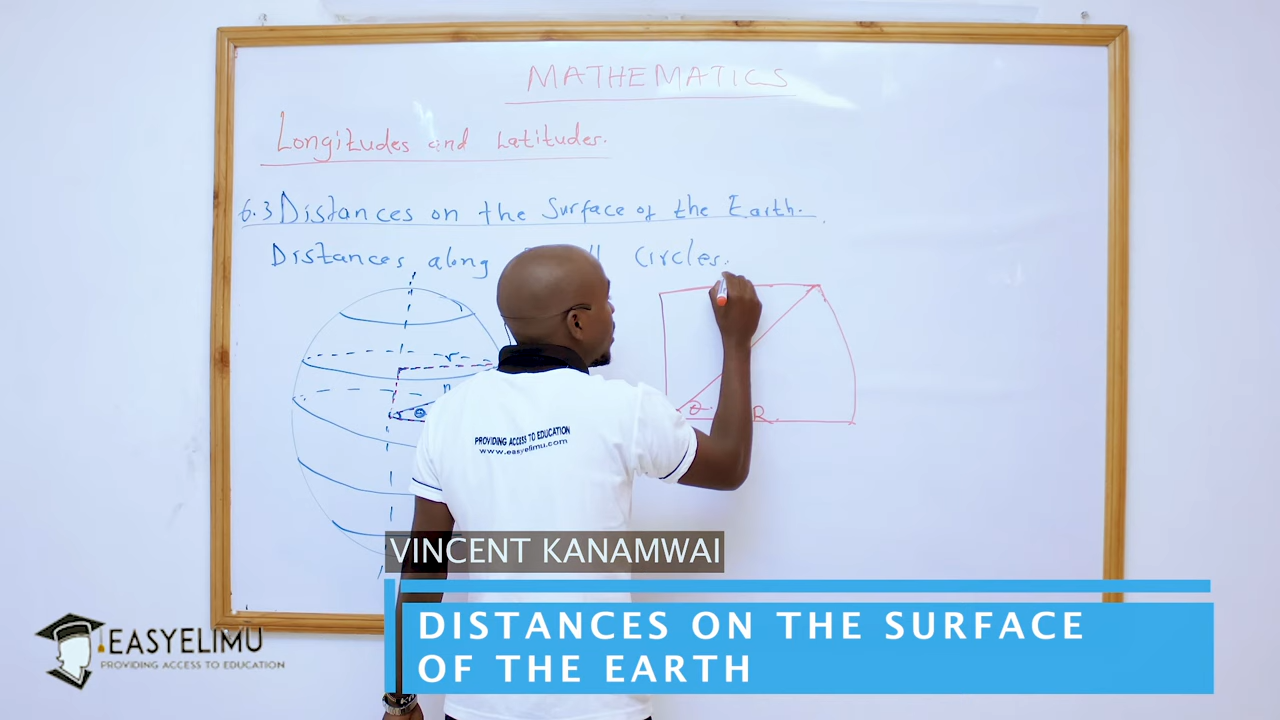 MATHEMATICS
Longitudes and Latitudes.
6.3 Distances on the Surface of the Earth.
Distances along circles.
r
θ
θ
R
PROVIDING ACCESS TO EDUCATION
www.easyelimu.com
VINCENT KANAMWAI
DISTANCES ON THE SURFACE
OF THE EARTH
EASYELIMU
PROVIDING ACCESS TO EDUCATION